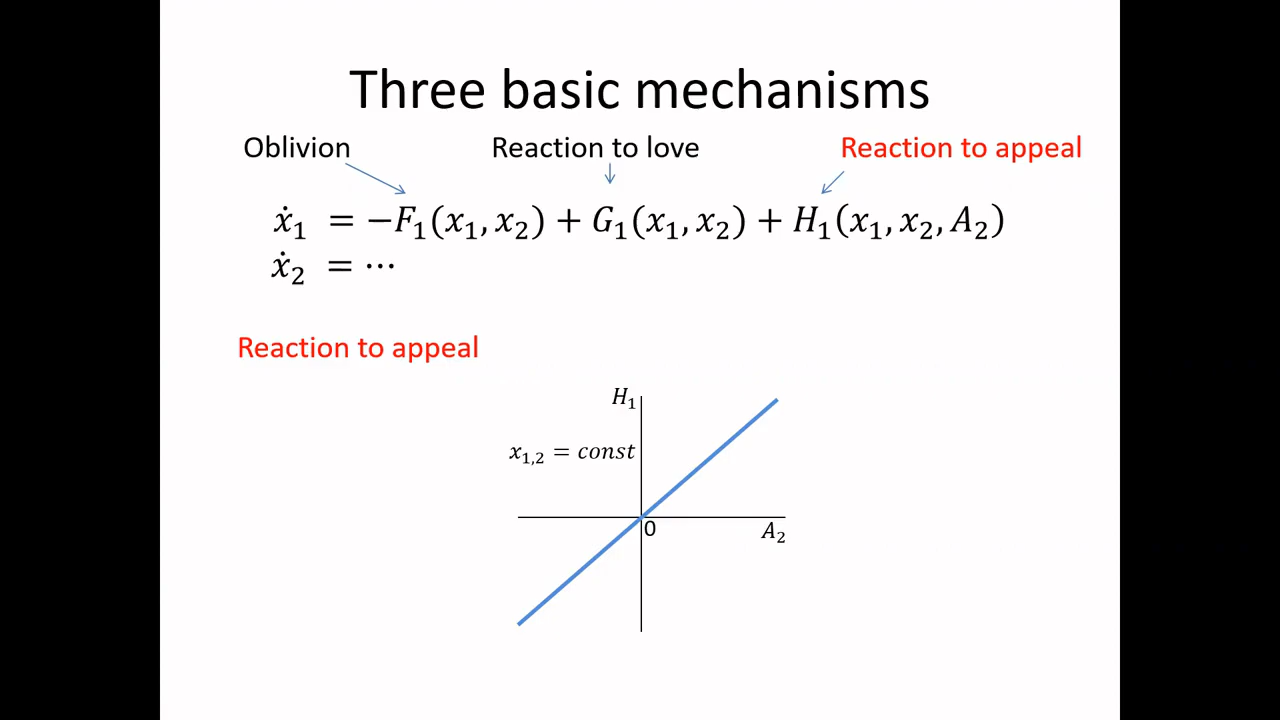 Three basic mechanisms
Oblivion Reaction to love Reaction to appeal
ẋ₁ = −F₁(x₁, x₂) + G₁(x₁, x₂) + H₁(x₁, x₂, A₂)
ẋ₂ = ⋯
Reaction to appeal
H₁
x₁,₂ = const
0
A₂